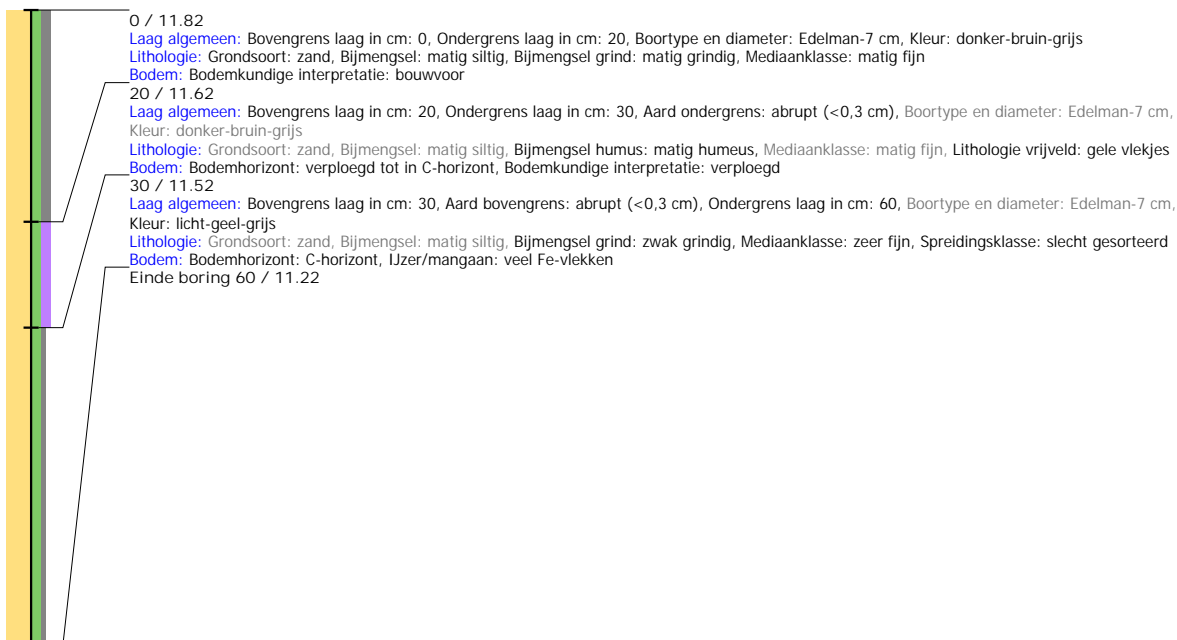 0 / 11.82
Laag algemeen: Bovengrens laag in cm: 0, Ondergrens laag in cm: 20, Boortype en diameter: Edelman-7 cm, Kleur: donker-bruin-grijs
Lithologie: Grondsoort: zand, Bijmengsel: matig siltig, Bijmengsel grind: matig grindig, Mediaanklasse: matig fijn
Bodem: Bodemkundige interpretatie: bouwvoor
20 / 11.62
Laag algemeen: Bovengrens laag in cm: 20, Ondergrens laag in cm: 30, Aard ondergrens: abrupt (<0,3 cm), Boortype en diameter: Edelman-7 cm,
Kleur: donker-bruin-grijs
Lithologie: Grondsoort: zand, Bijmengsel: matig siltig, Bijmengsel humus: matig humeus, Mediaanklasse: matig fijn, Lithologie vrijveld: gele vlekjes
Bodem: Bodemhorizont: verploegd tot in C-horizont, Bodemkundige interpretatie: verploegd
30 / 11.52
Laag algemeen: Bovengrens laag in cm: 30, Aard bovengrens: abrupt (<0,3 cm), Ondergrens laag in cm: 60, Boortype en diameter: Edelman-7 cm,
Kleur: licht-geel-grijs
Lithologie: Grondsoort: zand, Bijmengsel: matig siltig, Bijmengsel grind: zwak grindig, Mediaanklasse: zeer fijn, Spreidingsklasse: slecht gesorteerd
Bodem: Bodemhorizont: C-horizont, IJzer/mangaan: veel Fe-vlekken
Einde boring 60 / 11.22